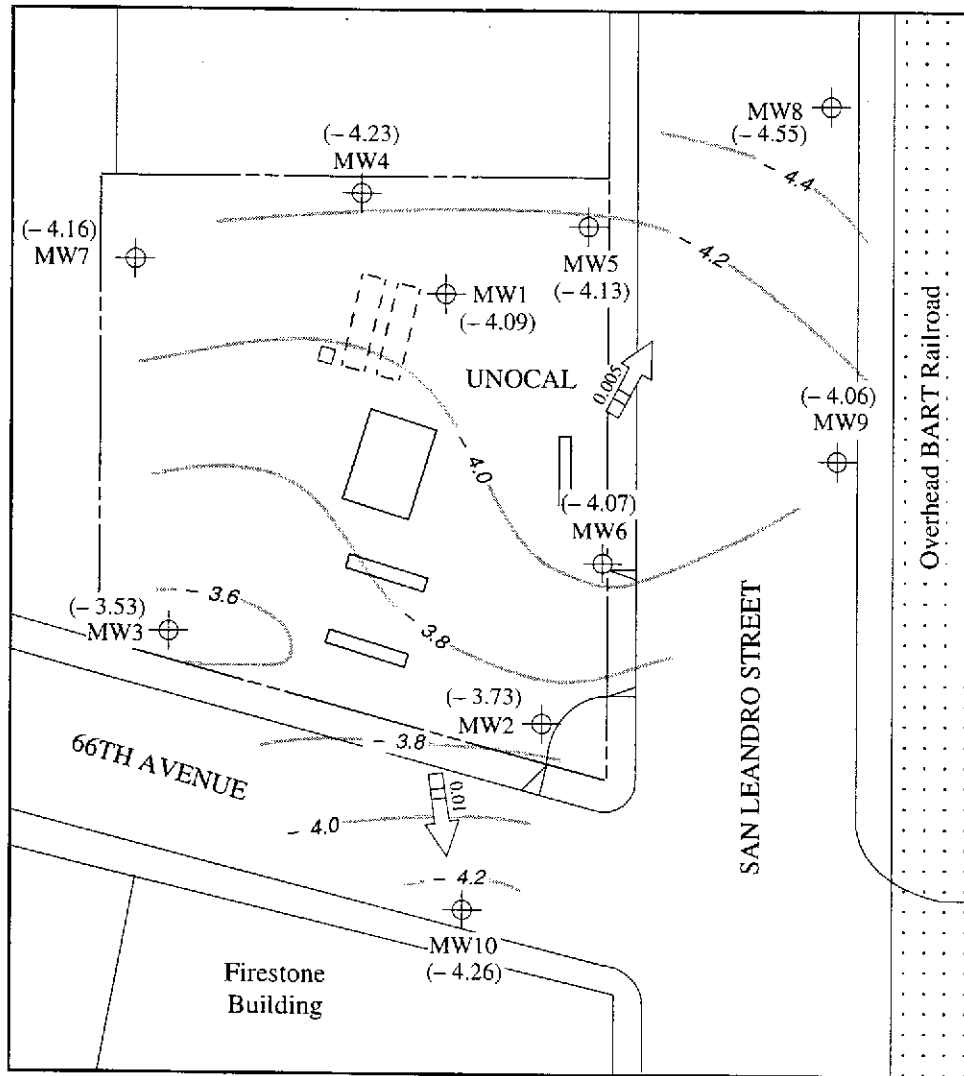 MW8
(– 4.55)
(– 4.23)
MW4
– 4.4
(– 4.16)
MW7
MW5
(– 4.13)
– 4.2
MW1
(– 4.09)
UNOCAL
0.005
Overhead BART Railroad
(– 4.06)
MW9
– 4.0
(– 4.07)
MW6
– 3.6
(– 3.53)
MW3
– 3.8
SAN LEANDRO STREET
(– 3.73)
MW2
66TH AVENUE
– 3.8
0.01
– 4.0
– 4.2
MW10
(– 4.26)
Firestone
Building